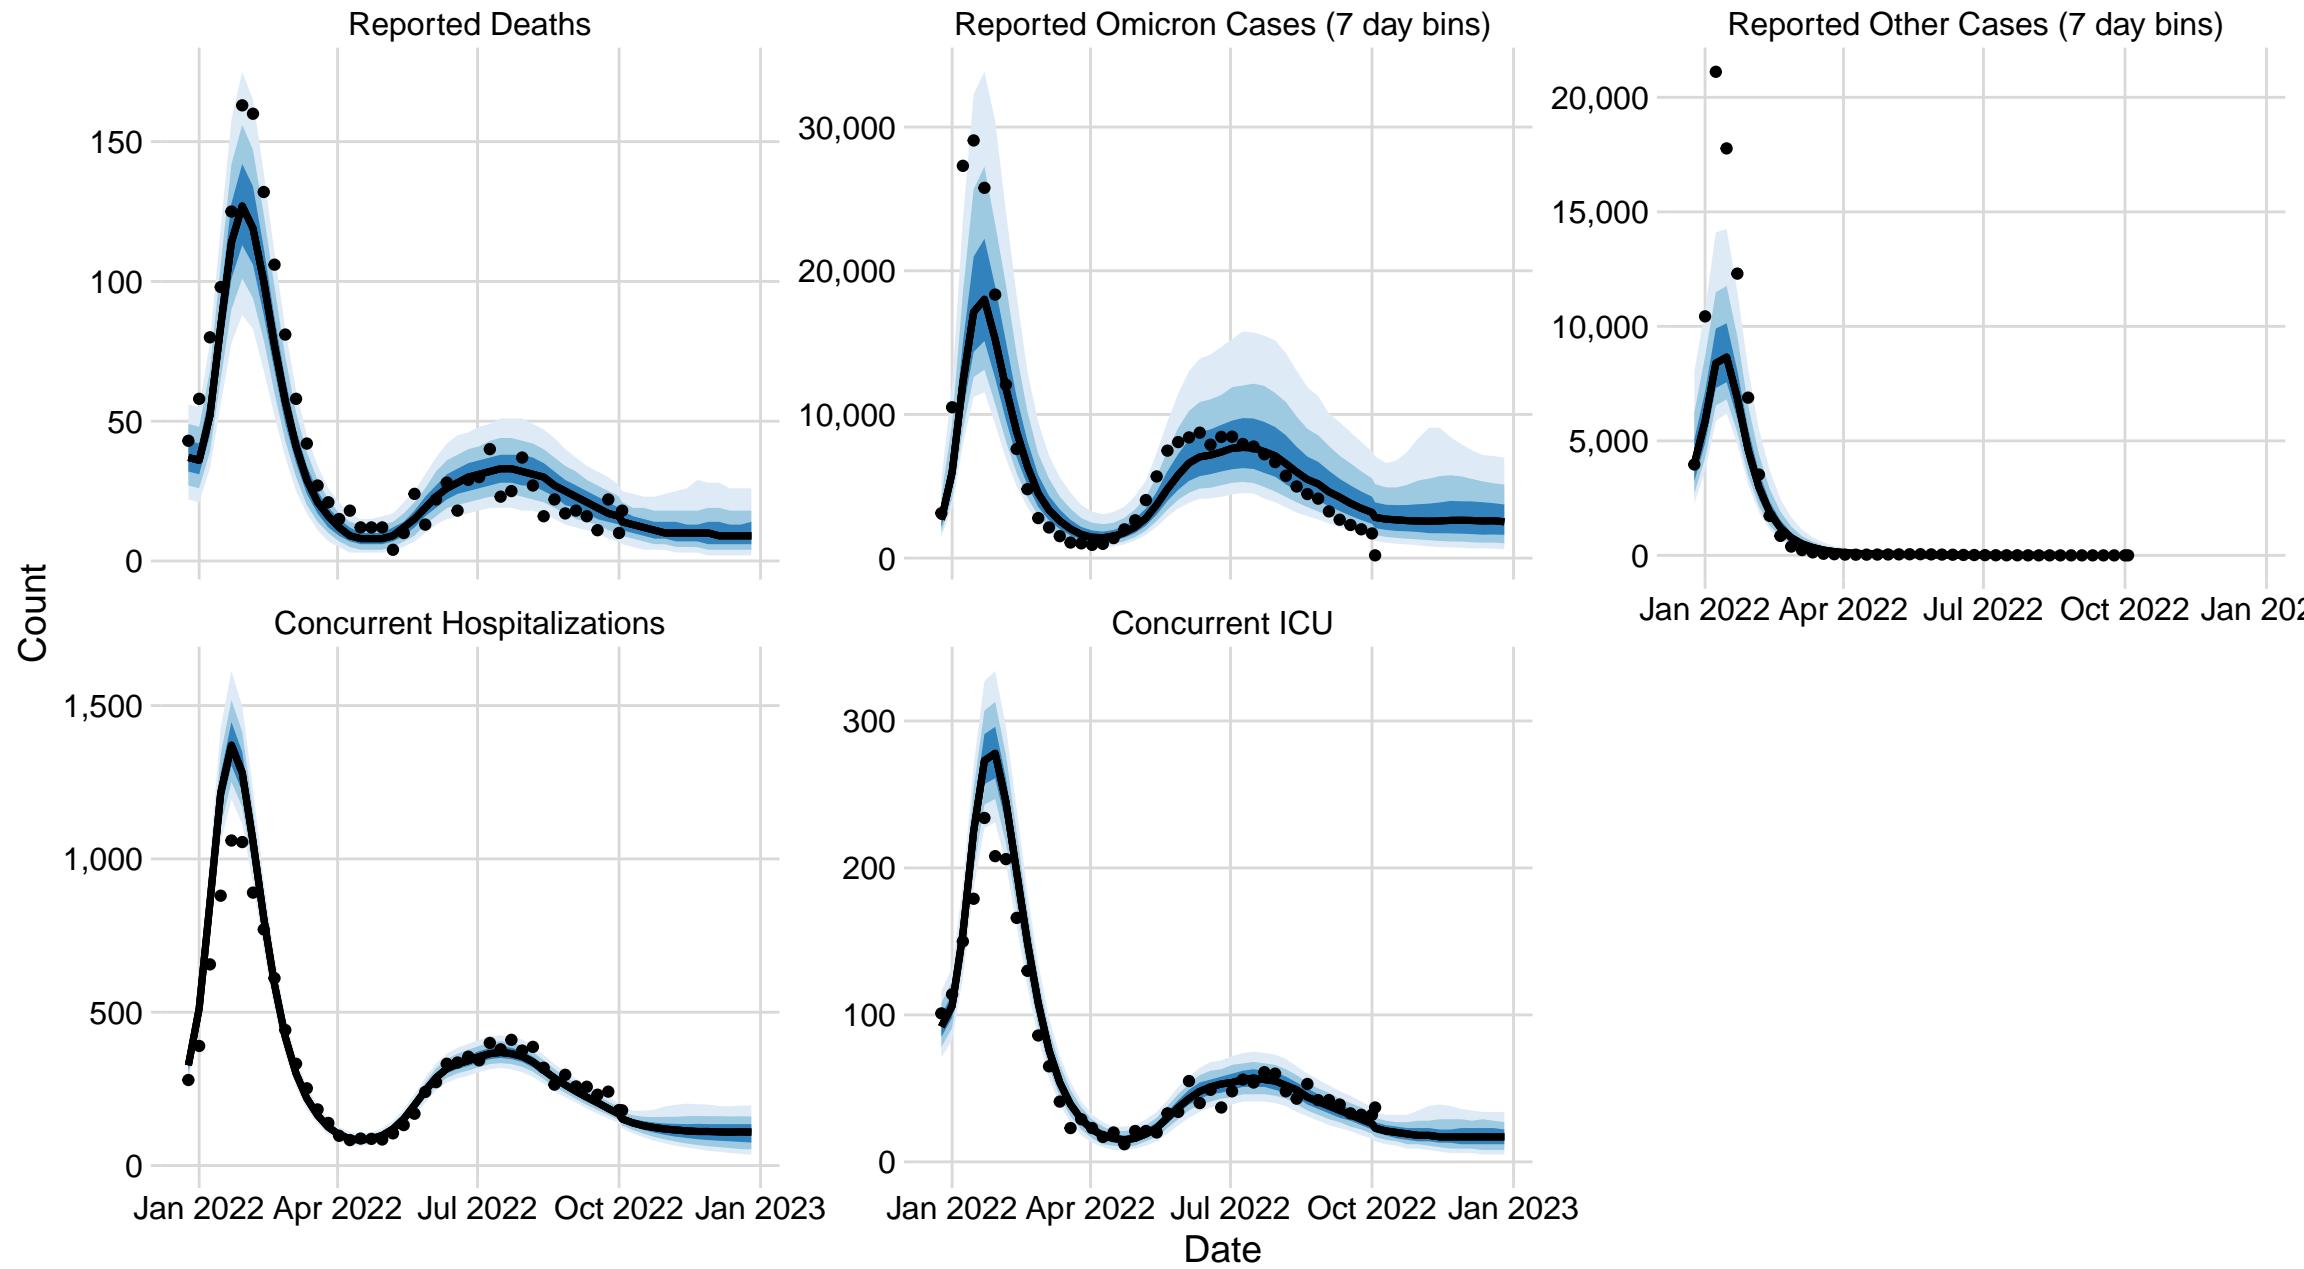 Reported Deaths
Reported Omicron Cases (7 day bins)
Reported Other Cases (7 day bins)
150
100
50
0
30,000
20,000
10,000
0
20,000
15,000
10,000
5,000
0
Jan 2022 Apr 2022 Jul 2022 Oct 2022 Jan 202
Count
Concurrent Hospitalizations
Concurrent ICU
1,500
1,000
500
0
300
200
100
0
Jan 2022 Apr 2022 Jul 2022 Oct 2022 Jan 2023
Jan 2022 Apr 2022 Jul 2022 Oct 2022 Jan 2023
Date